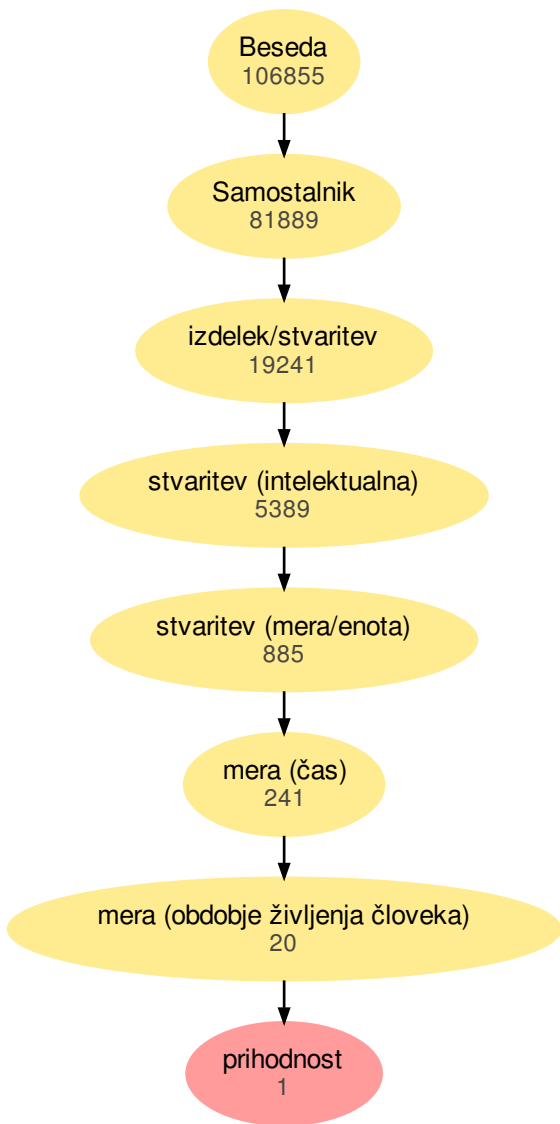 Beseda
106855
Samostalnik
81889
izdelek/stvaritev
19241
stvaritev (intelektualna)
5389
stvaritev (mera/enota)
885
mera (čas)
241
mera (obdobje življenja človeka)
20
prihodnost
1